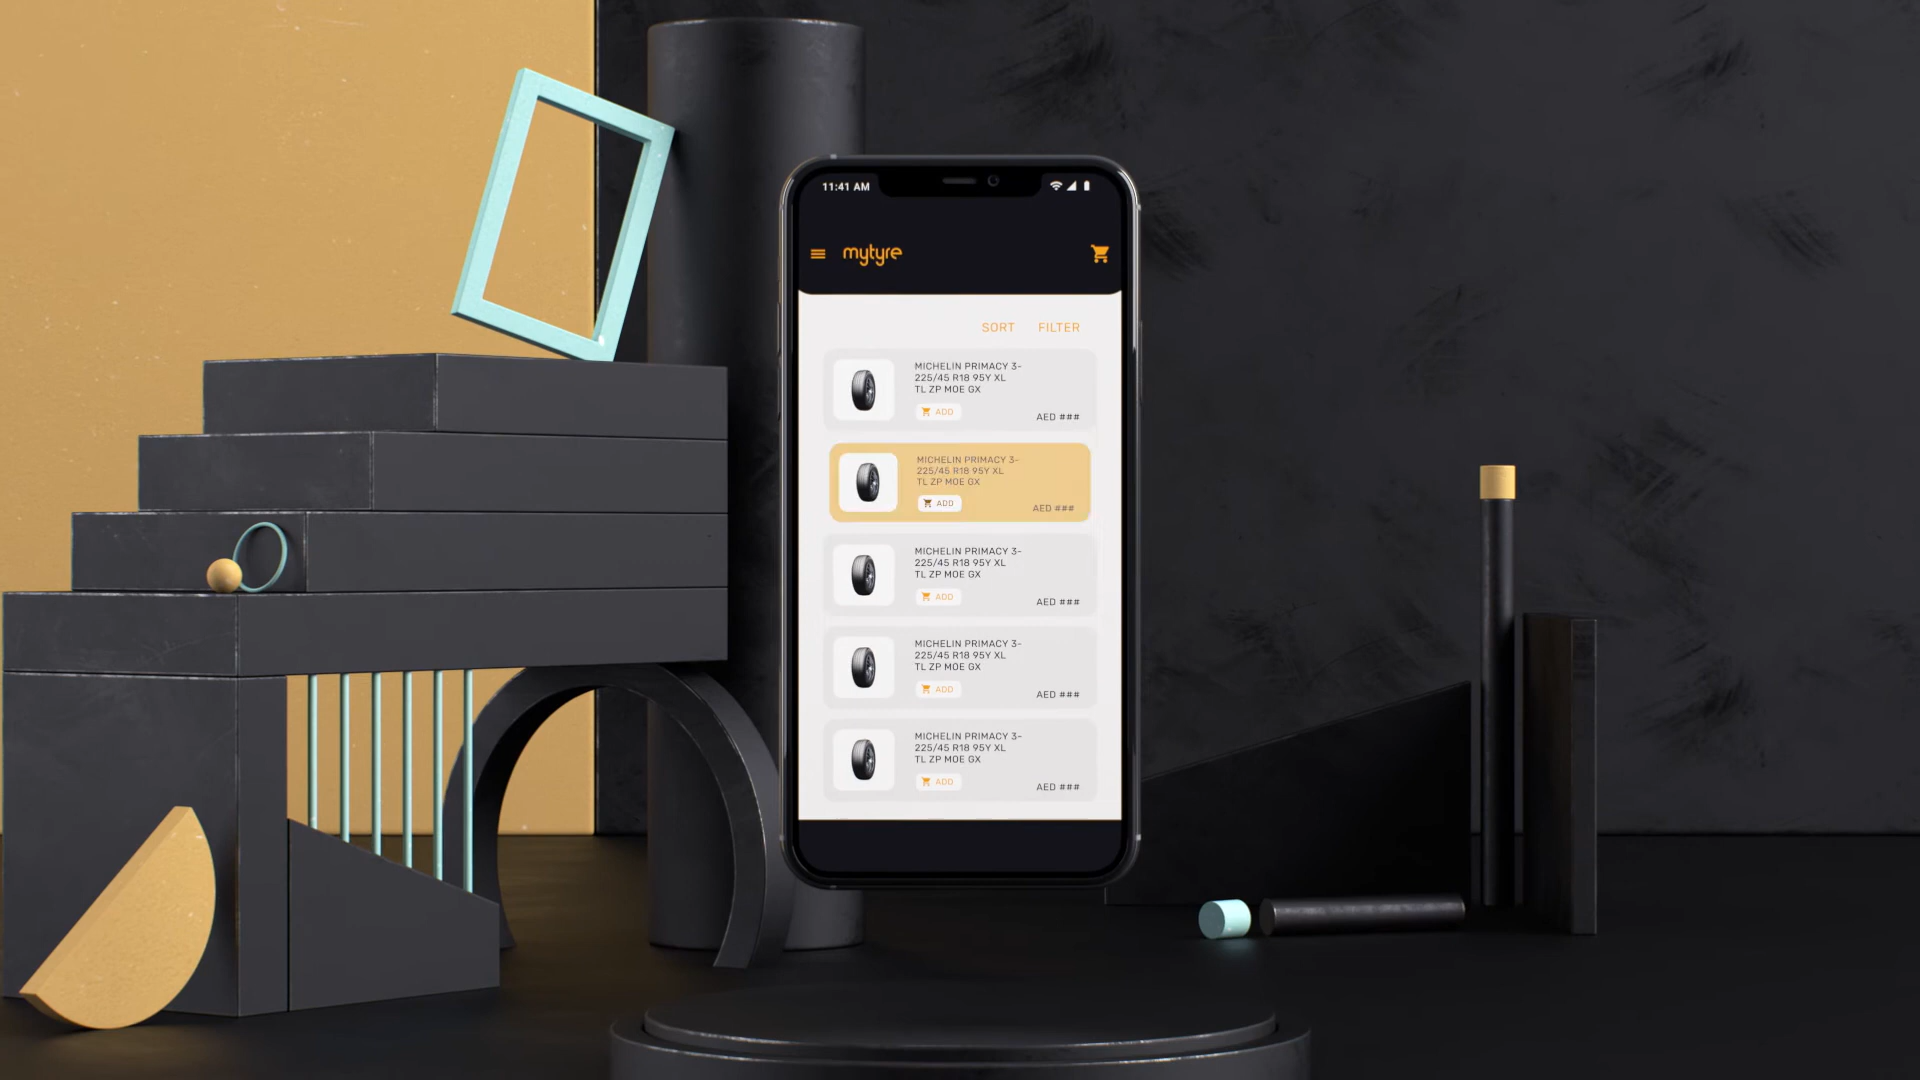 11:41 AM
mytyre
SORT FILTER
MICHELIN PRIMACY 3-
225/45 R18 95Y XL
TL ZP MOE GX
ADD
AED ###
MICHELIN PRIMACY 3-
225/45 R18 95Y XL
TL ZP MOE GX
ADD
AED ###
MICHELIN PRIMACY 3-
225/45 R18 95Y XL
TL ZP MOE GX
ADD
AED ###
MICHELIN PRIMACY 3-
225/45 R18 95Y XL
TL ZP MOE GX
ADD
AED ###
MICHELIN PRIMACY 3-
225/45 R18 95Y XL
TL ZP MOE GX
ADD
AED ###